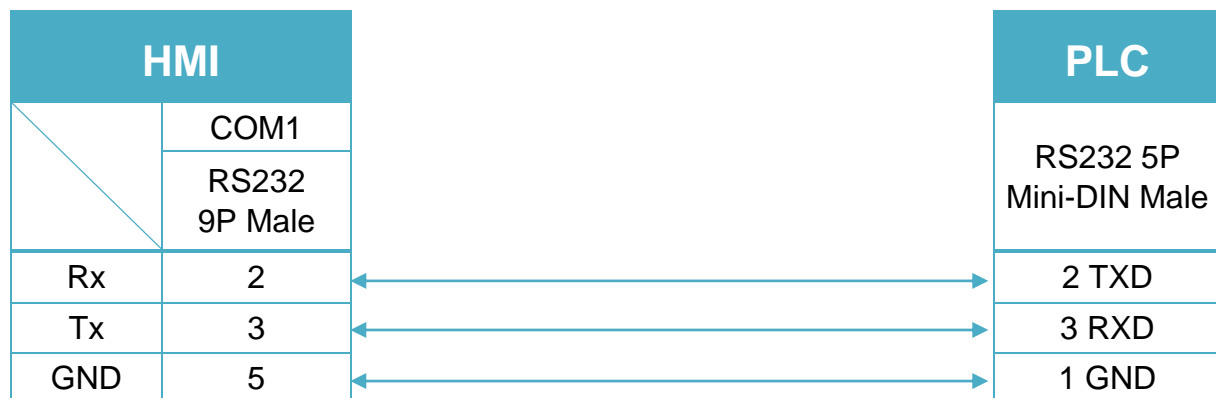 HMI
PLC
COM1
RS232
9P Male
RS232 5P
Mini-DIN Male
Rx 2 2 TXD
Tx 3 3 RXD
GND 5 1 GND